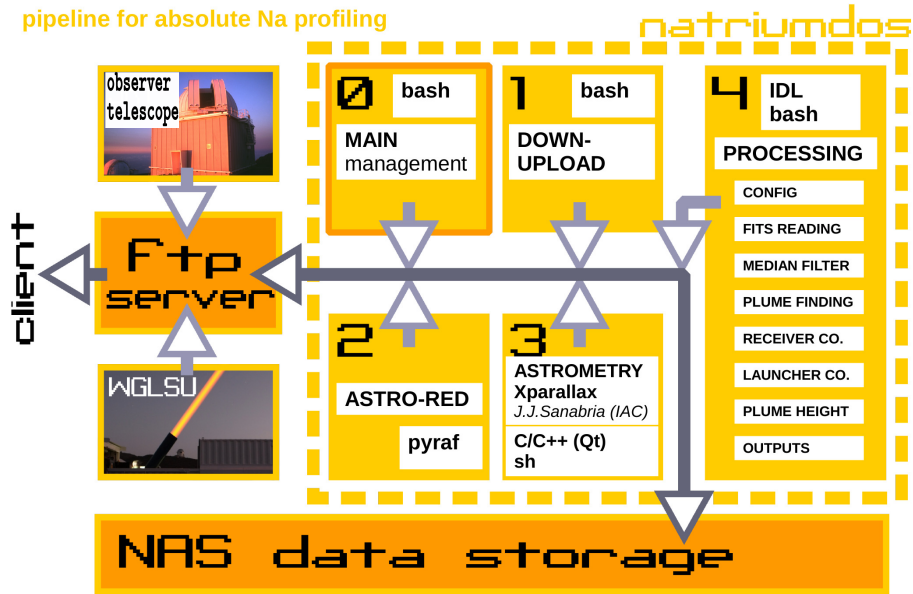 pipeline for absolute Na profiling
natriumdos
observer
telescope
client
Ftp
server
WGLSU
0
bash
MAIN
management
1
bash
DOWN-
UPLOAD
2
ASTRO-RED
pyraf
3
ASTROMETRY
Xparallax
J.J.Sanabria (IAC)
C/C++ (Qt)
sh
4
IDL
bash
PROCESSING
CONFIG
FITS READING
MEDIAN FILTER
PLUME FINDING
RECEIVER CO.
LAUNCHER CO.
PLUME HEIGHT
OUTPUTS
NAS data storage